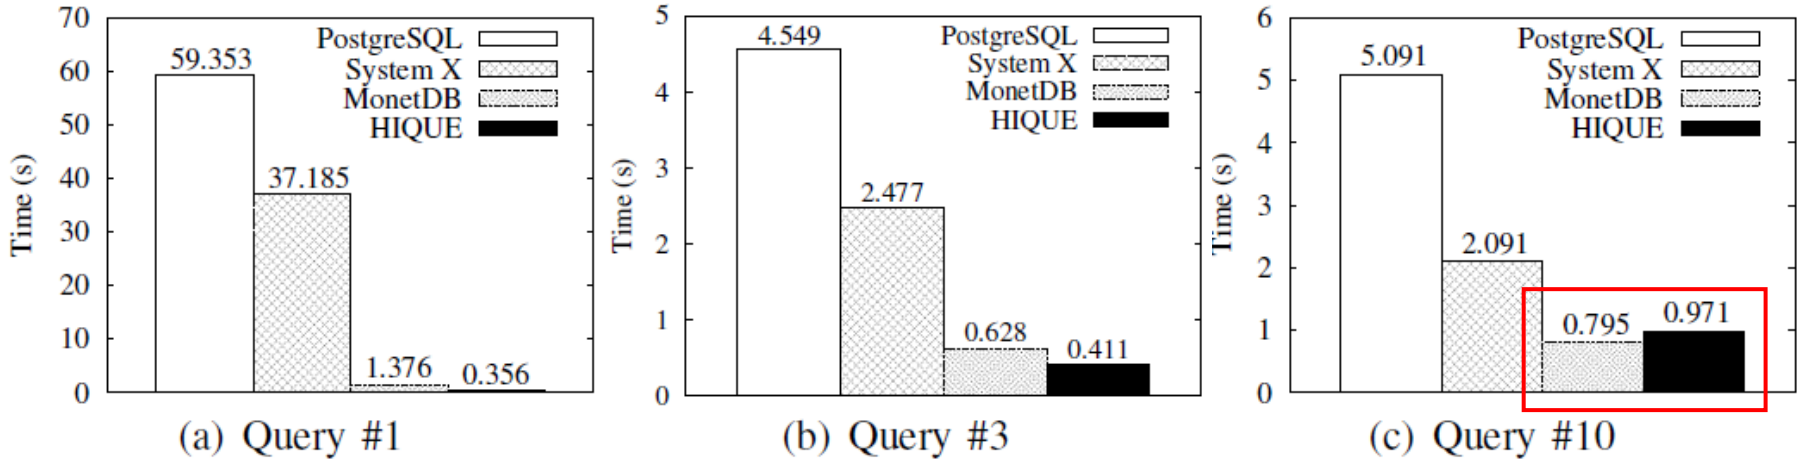 70
60
50
40
30
20
10
0
Time (s)
59.353
37.185
1.376
0.356
PostgreSQL
System X
MonetDB
HIQUE
(a) Query #1
5
4
3
2
1
0
Time (s)
4.549
2.477
0.628
0.411
PostgreSQL
System X
MonetDB
HIQUE
(b) Query #3
6
5
4
3
2
1
0
Time (s)
5.091
2.091
0.795
0.971
PostgreSQL
System X
MonetDB
HIQUE
(c) Query #10